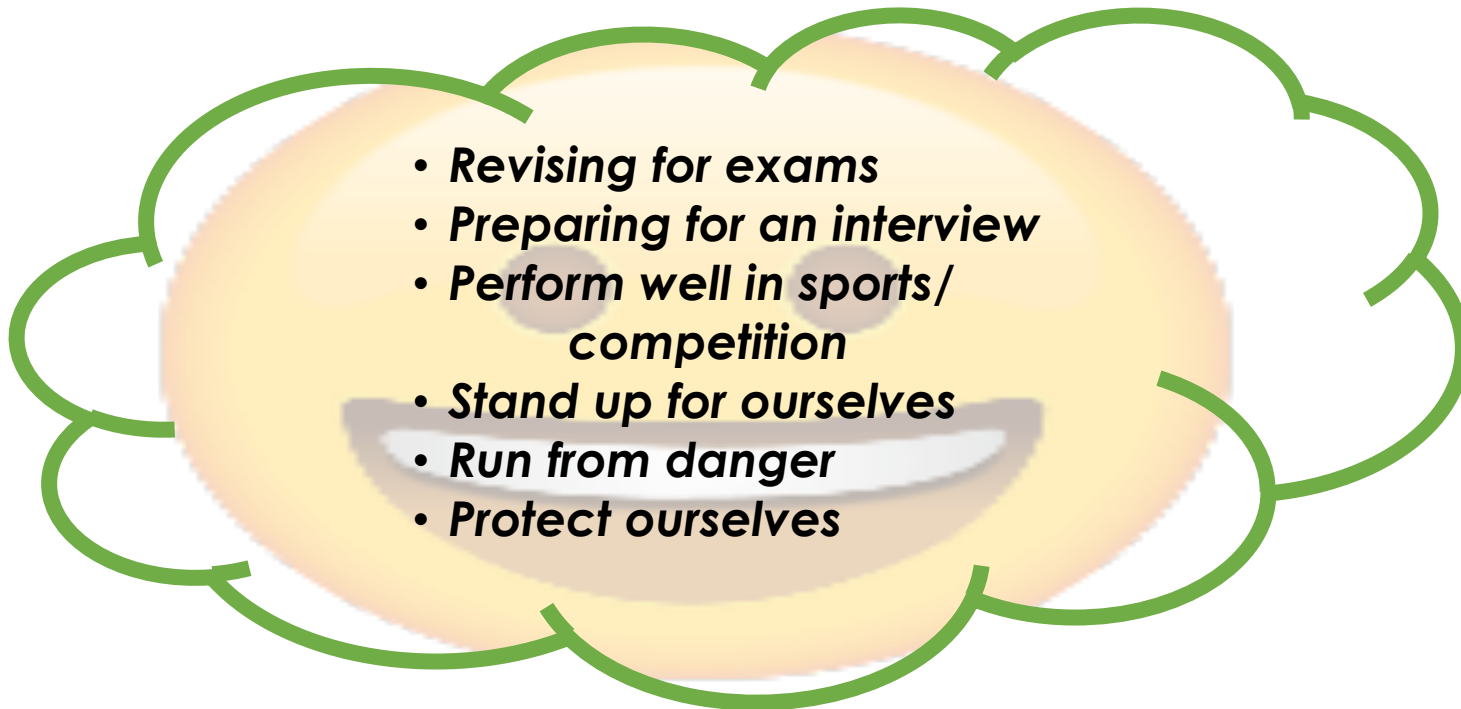 • Revising for exams
• Preparing for an interview
• Perform well in sports/
competition
• Stand up for ourselves
• Run from danger
• Protect ourselves